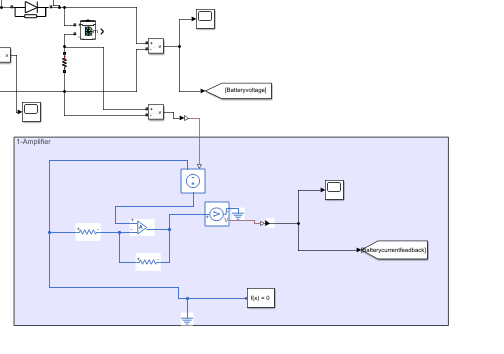 [Batteryvoltage]
1-Amplifier
[Batterycurrentfeedback]
f(x) = 0